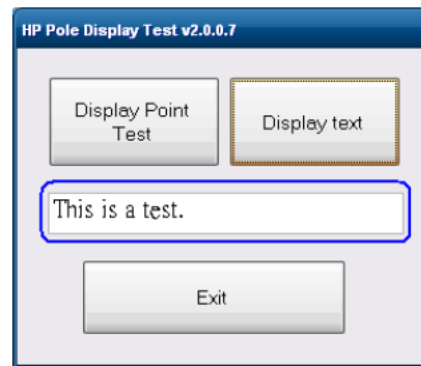 HP Pole Display Test v2.0.0.7
Display Point
Test
Display text
This is a test.
Exit